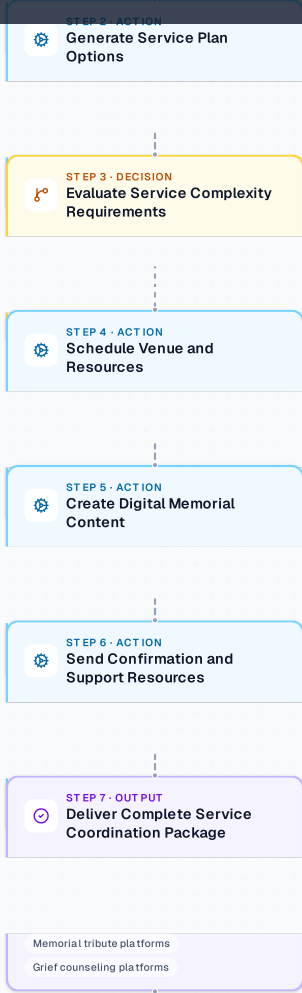 STEP 2 · ACTION
Generate Service Plan
Options
STEP 3 · DECISION
Evaluate Service Complexity
Requirements
STEP 4 · ACTION
Schedule Venue and
Resources
STEP 5 · ACTION
Create Digital Memorial
Content
STEP 6 · ACTION
Send Confirmation and
Support Resources
STEP 7 · OUTPUT
Deliver Complete Service
Coordination Package
Memorial tribute platforms
Grief counseling platforms